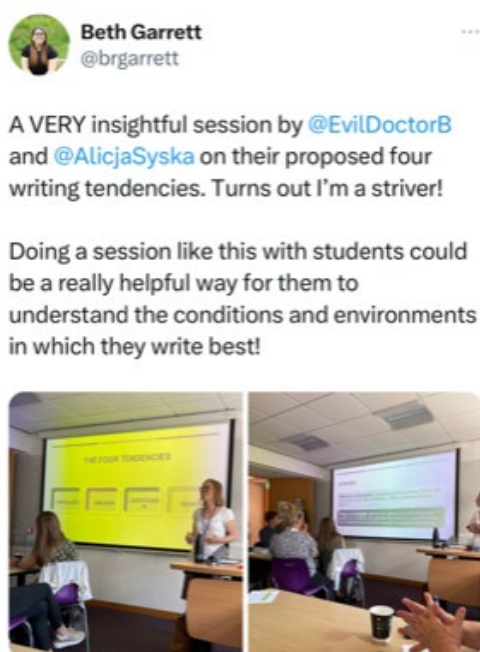 Beth Garrett
@brgarrett
A VERY insightful session by @EvilDoctorB
and @AlicjaSyska on their proposed four
writing tendencies. Turns out I'm a striver!
Doing a session like this with students could
be a really helpful way for them to
understand the conditions and environments
in which they write best!
THE FOUR TENDENCIES